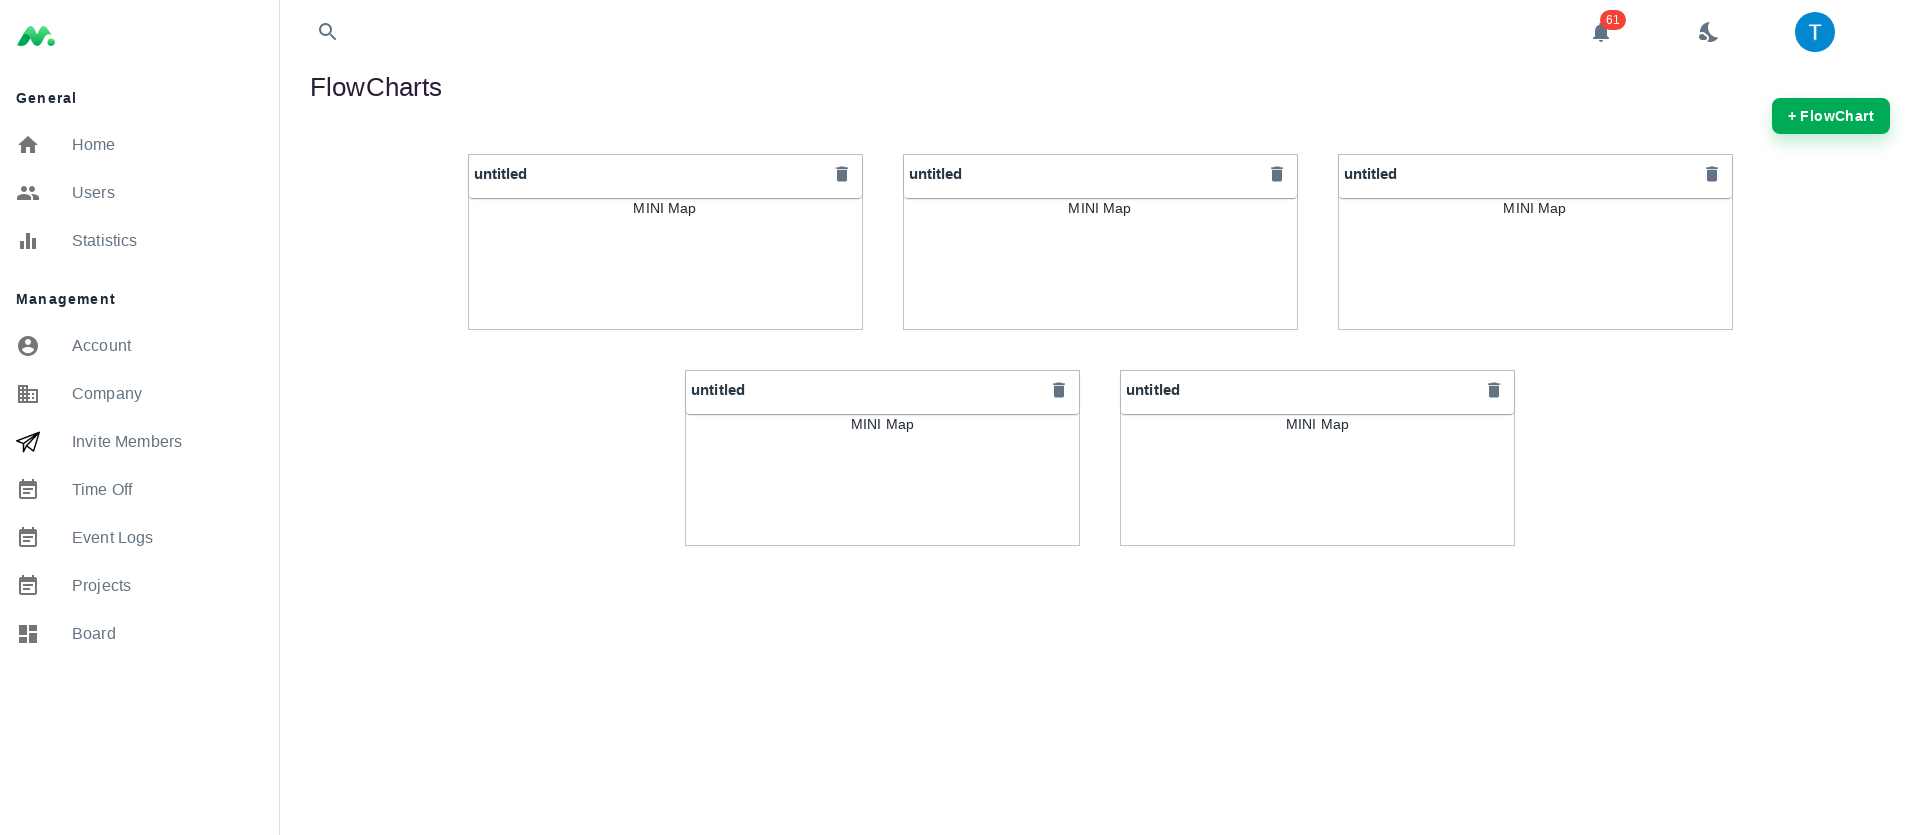 61
T
General
Home
Users
Statistics
Management
Account
Company
Invite Members
Time Off
Event Logs
Projects
Board
FlowCharts
+ FlowChart
untitled
MINI Map
untitled
MINI Map
untitled
MINI Map
untitled
MINI Map
untitled
MINI Map